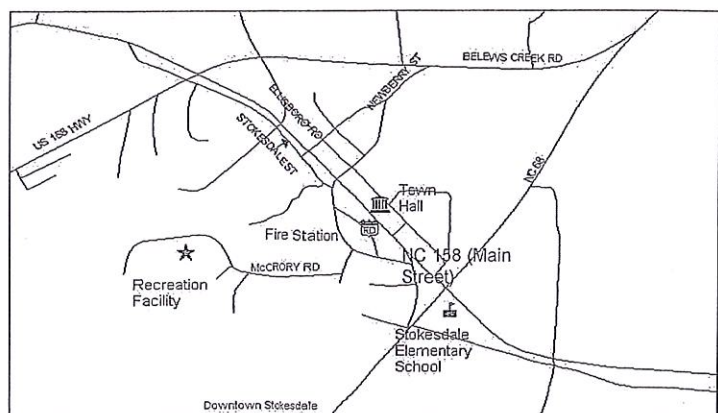 BELEWS CREEK RD
NEWBERRY ST
ELLISBORO RD
US 158 HWY
STOKESDALE ST
NC 68
Town
Hall
RD
Fire Station
NC 158 (Main
Street)
McCRORY RD
Recreation
Facility
Stokesdale
Elementary
School
Downtown Stokesdale